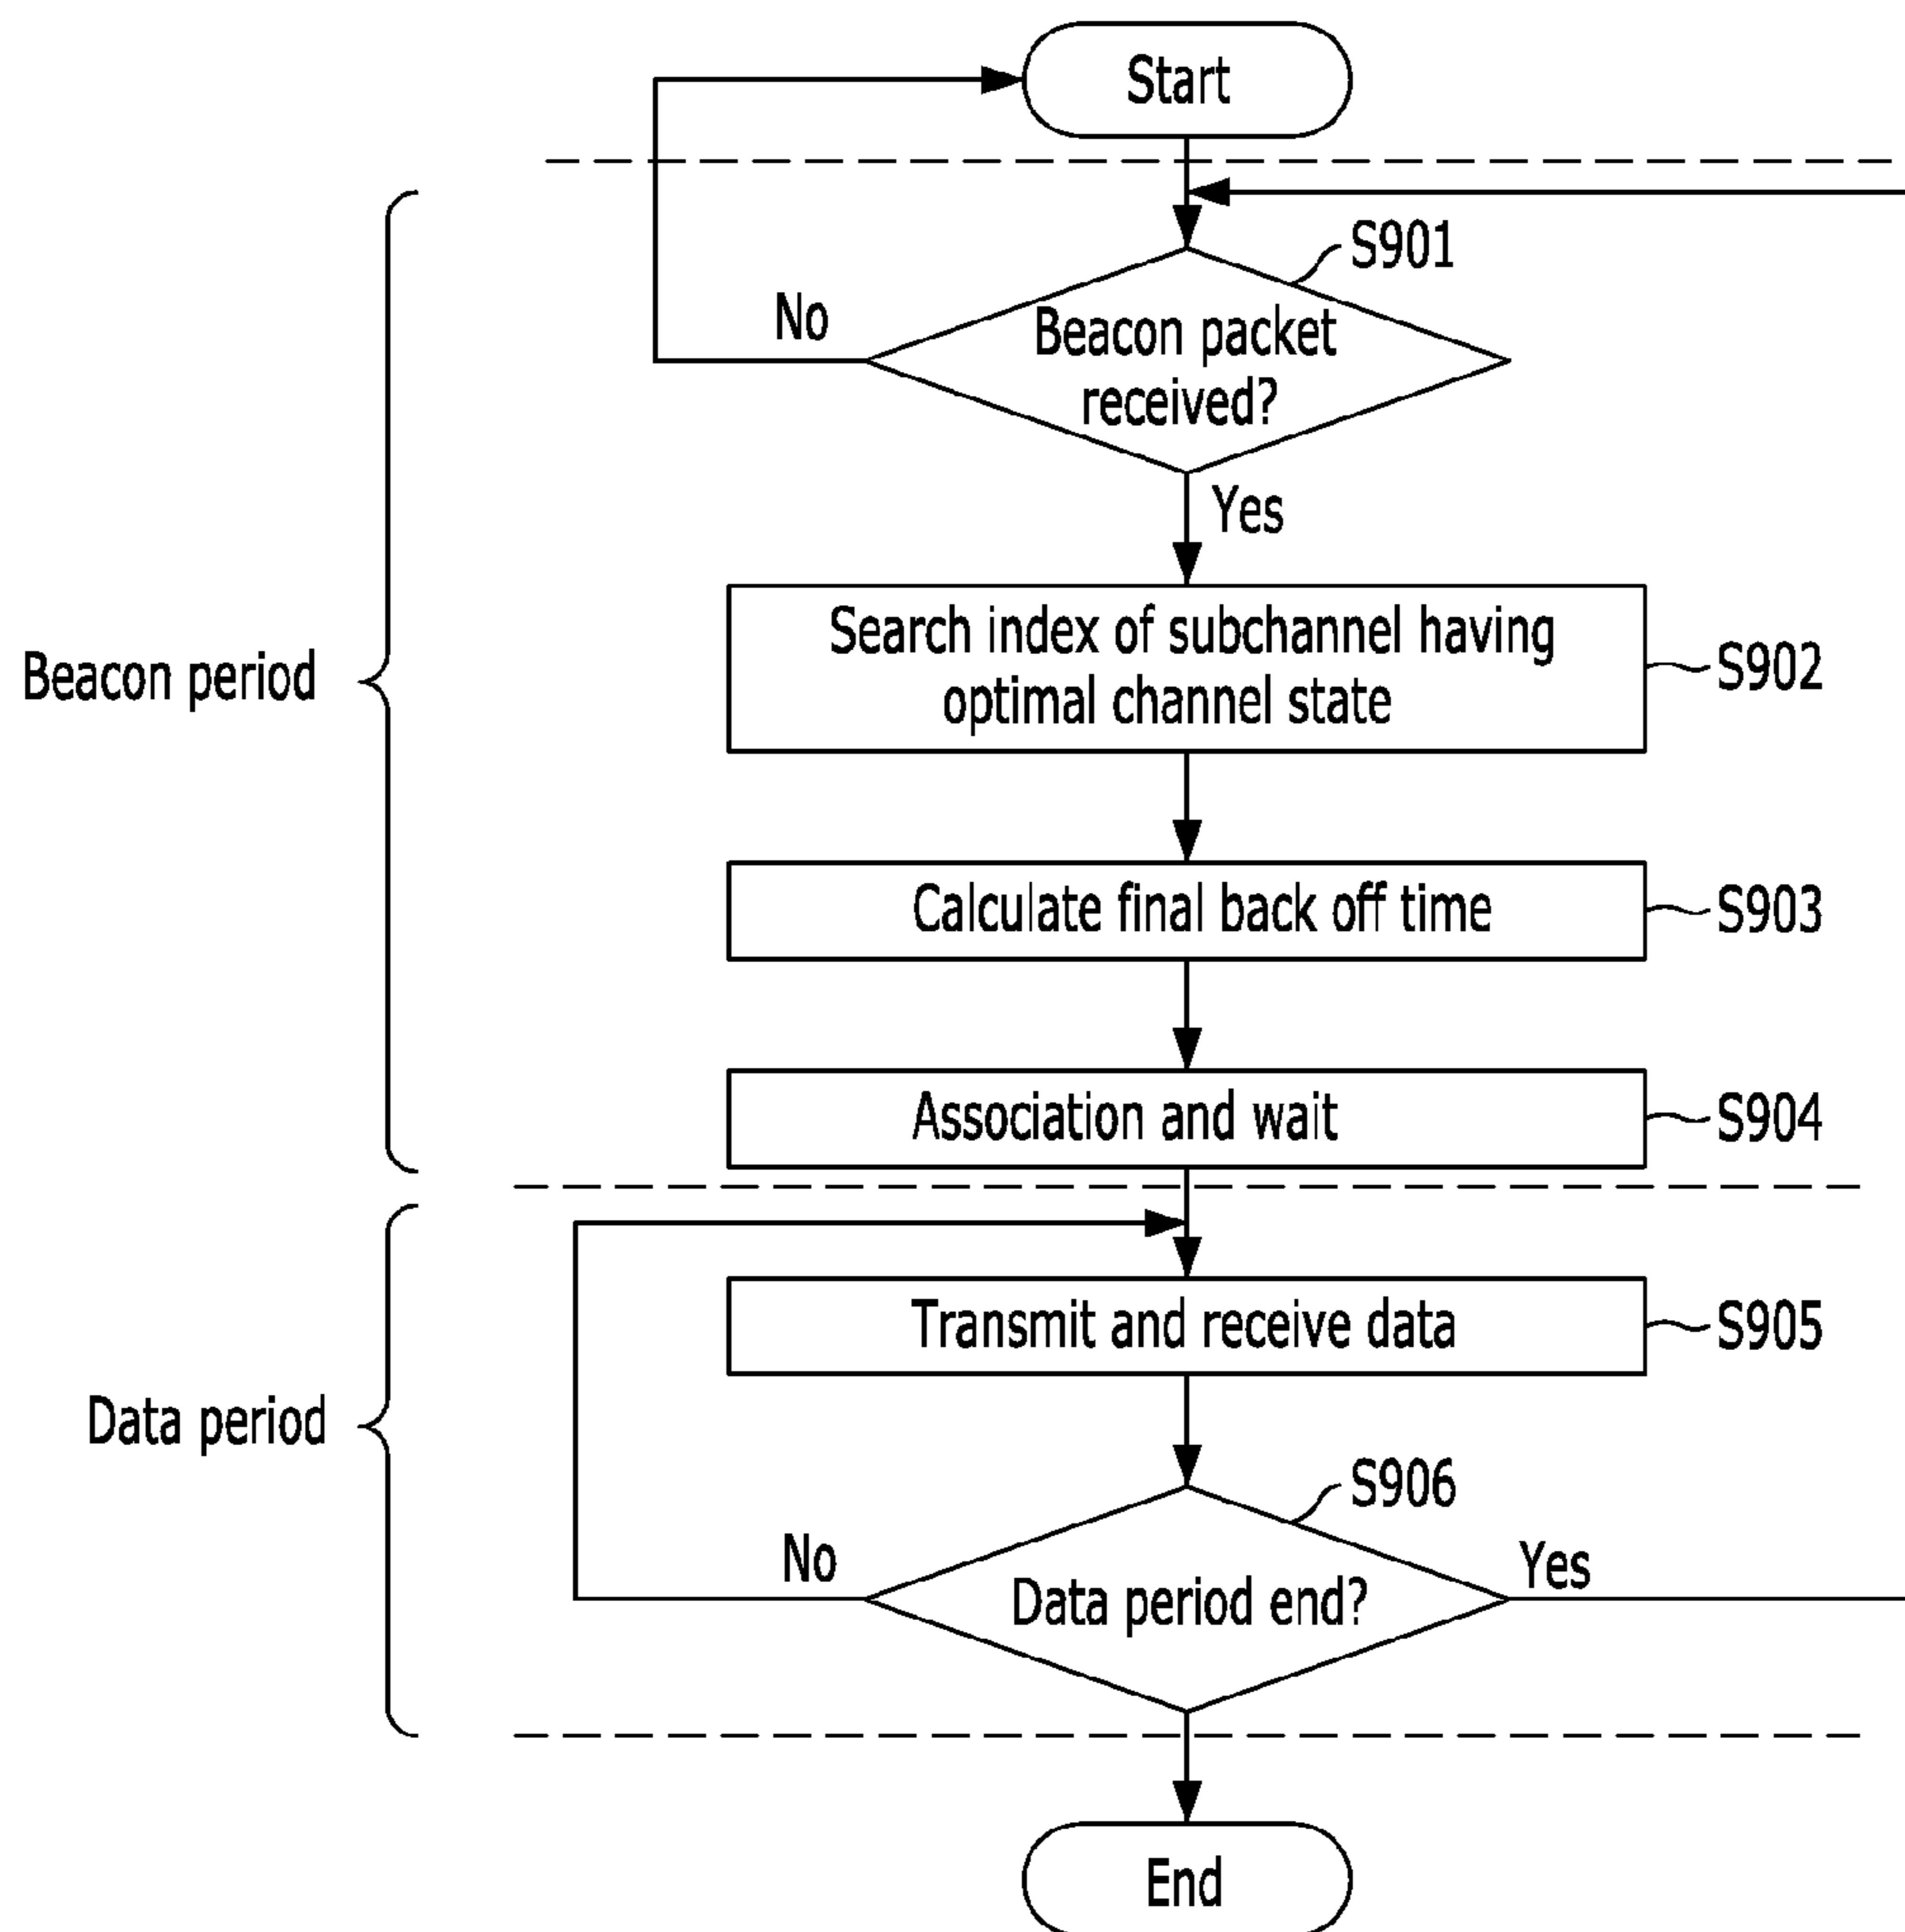 Start
S901
No
Beacon packet
received?
Yes
Search index of subchannel having
optimal channel state
S902
Beacon period
Calculate final back off time
S903
Association and wait
S904
Transmit and receive data
S905
Data period
S906
No
Yes
Data period end?
End